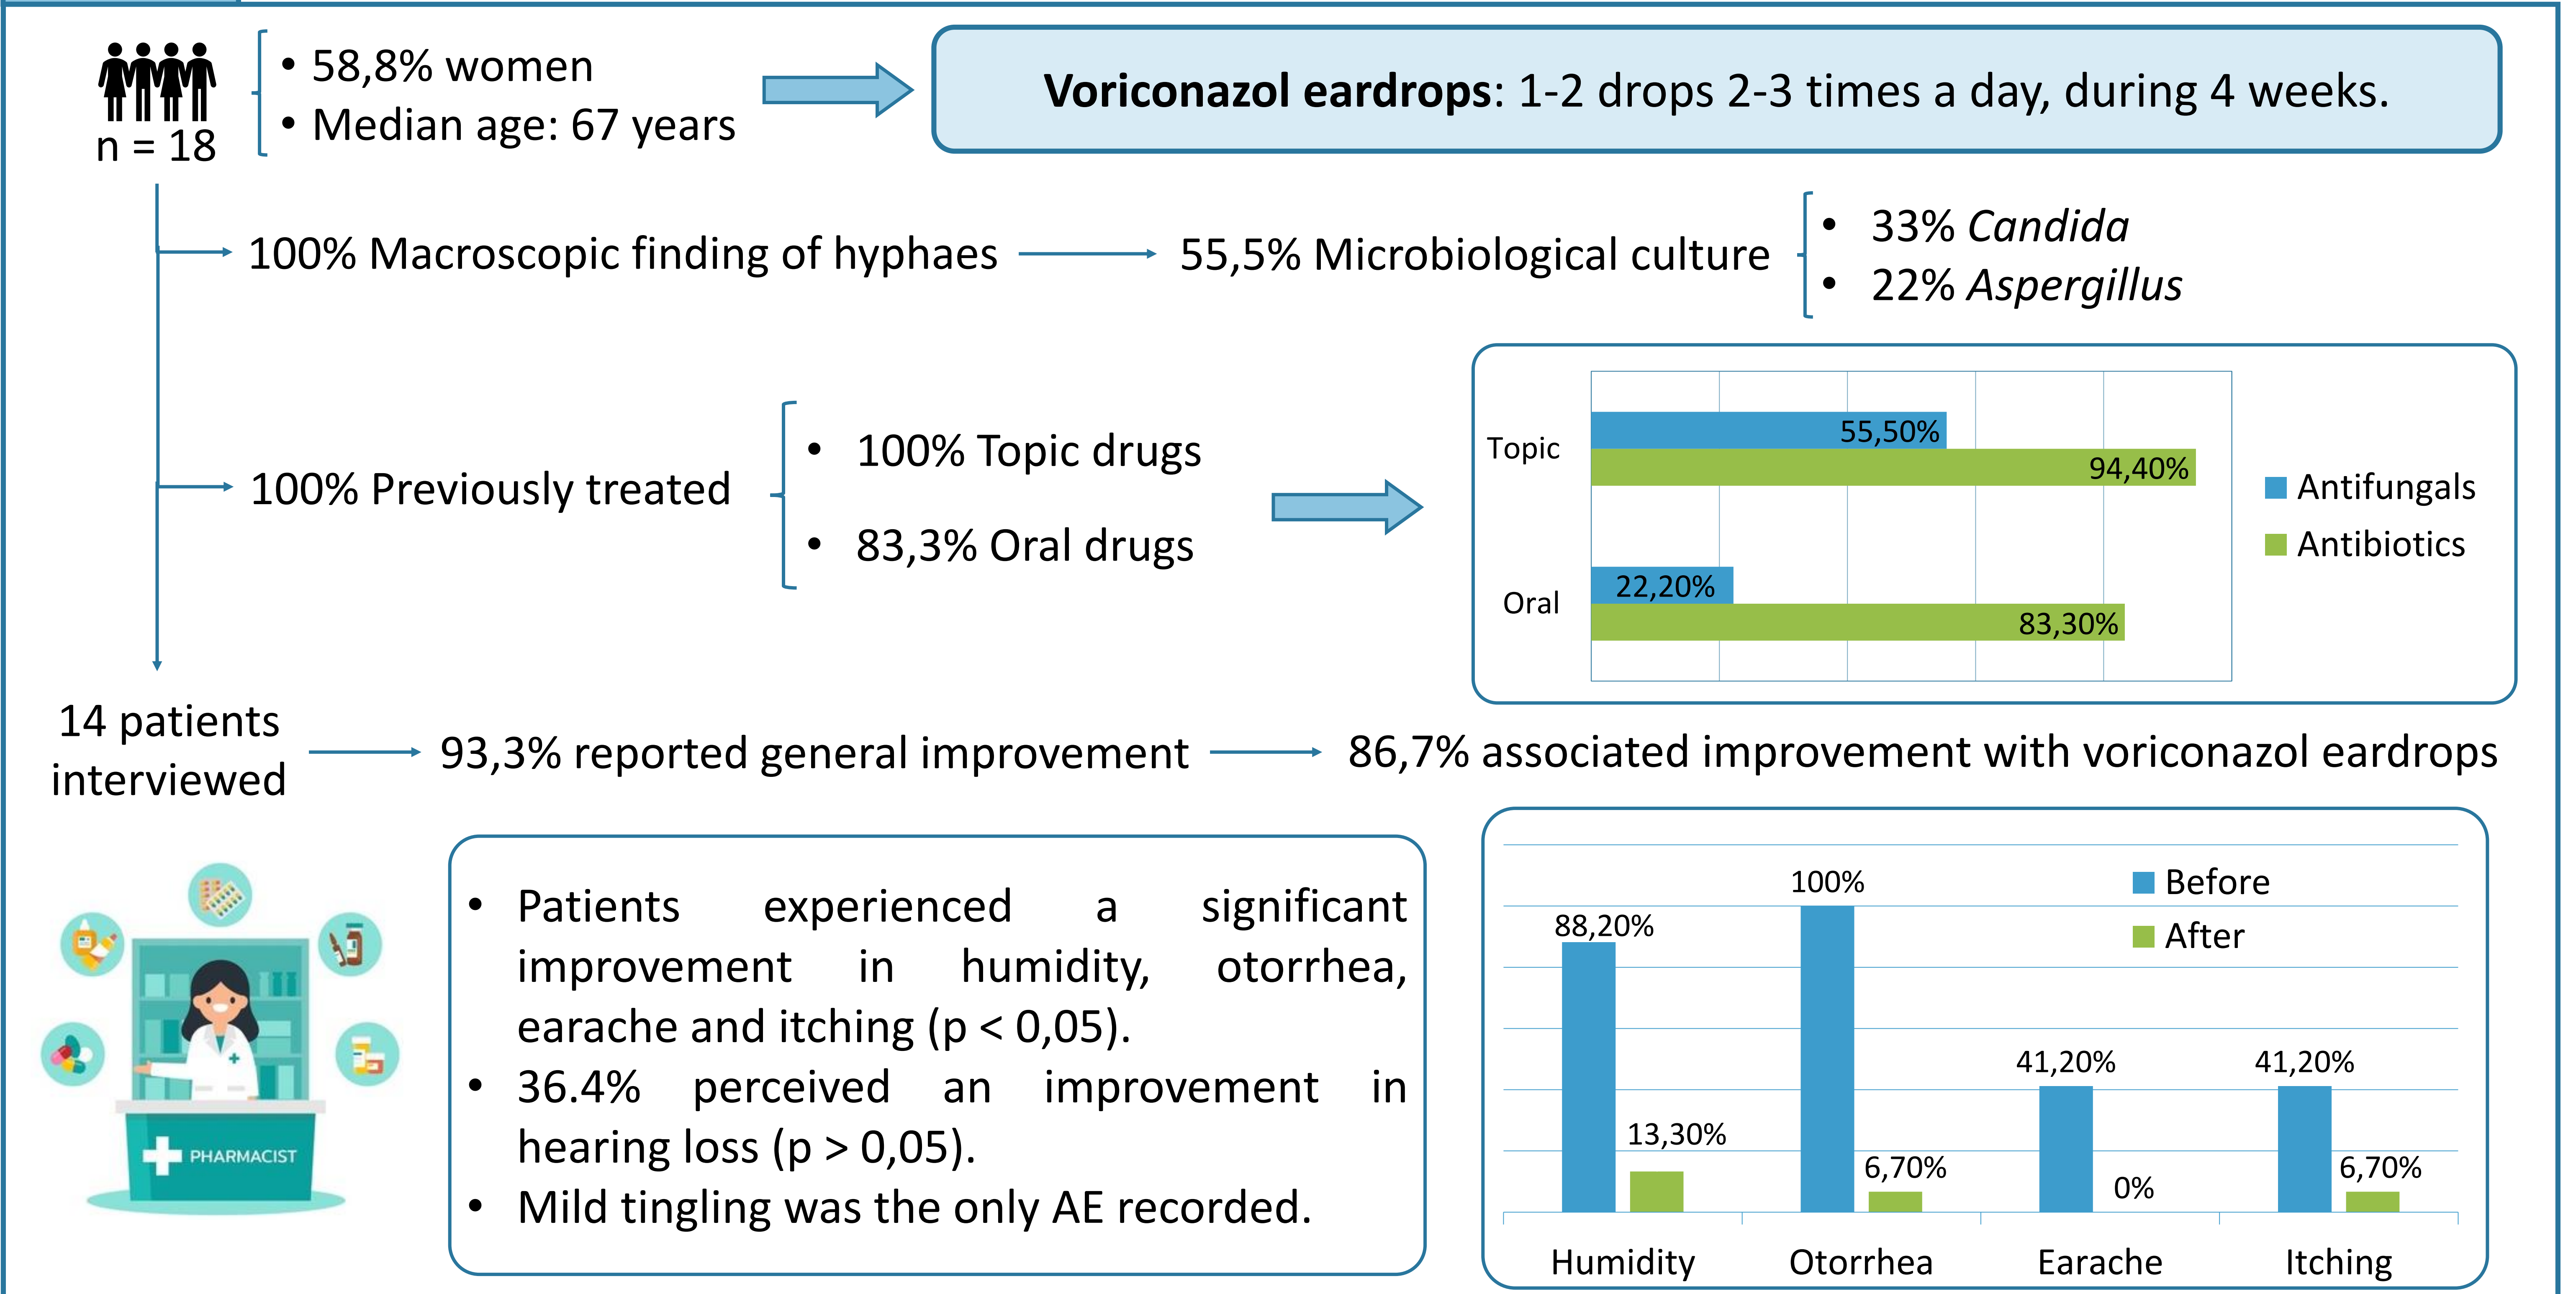 • 58,8% women
• Median age: 67 years
n = 18
Voriconazol eardrops: 1-2 drops 2-3 times a day, during 4 weeks.
100% Macroscopic finding of hyphaes
55,5% Microbiological culture
• 33% Candida
• 22% Aspergillus
100% Previously treated
• 100% Topic drugs
• 83,3% Oral drugs
Topic
55,50%
94,40%
Oral
22,20%
83,30%
Antifungals
Antibiotics
14 patients
interviewed
93,3% reported general improvement
86,7% associated improvement with voriconazol eardrops
PHARMACIST
• Patients experienced a significant
improvement in humidity, otorrhea,
earache and itching (p < 0,05).
• 36.4% perceived an improvement in
hearing loss (p > 0,05).
• Mild tingling was the only AE recorded.
Before
After
88,20%
13,30%
100%
6,70%
41,20%
0%
41,20%
6,70%
Humidity
Otorrhea
Earache
Itching